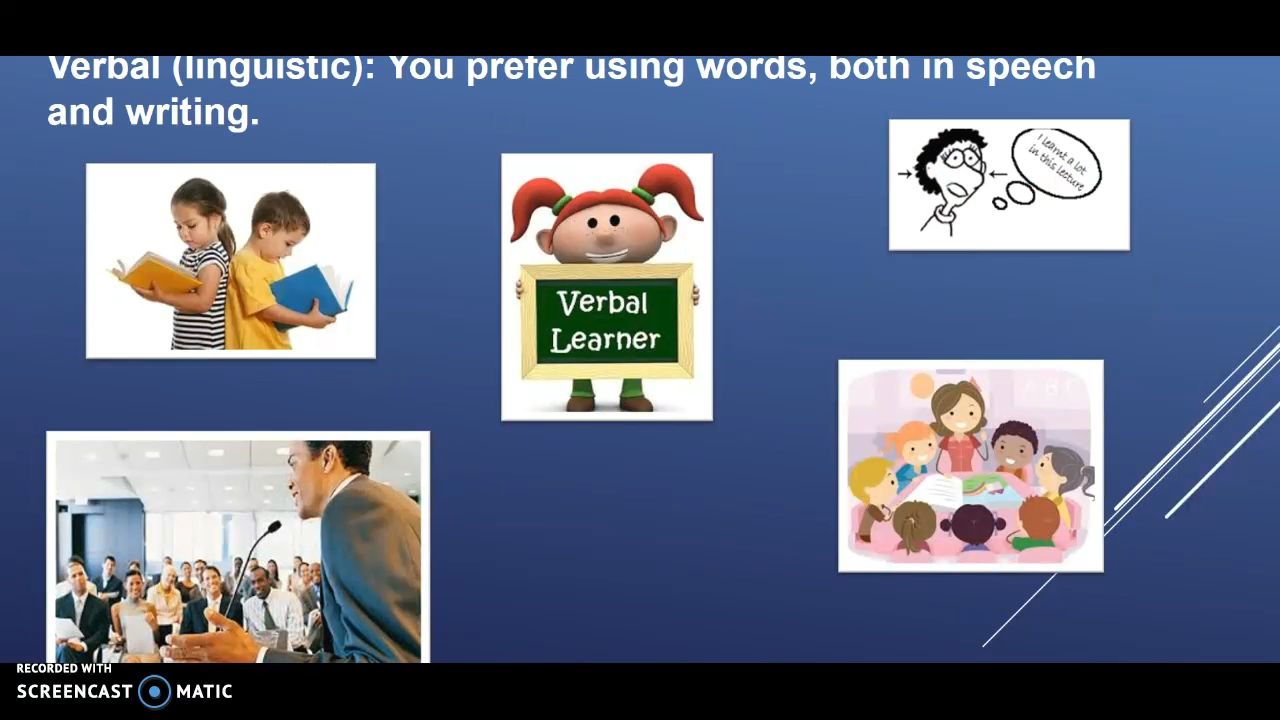 Verbal (linguistic): You prefer using words, both in speech
and writing.
I learnt a lot
in this lecture
Verbal
Learner
ABC
RECORDED WITH
SCREENCAST MATIC